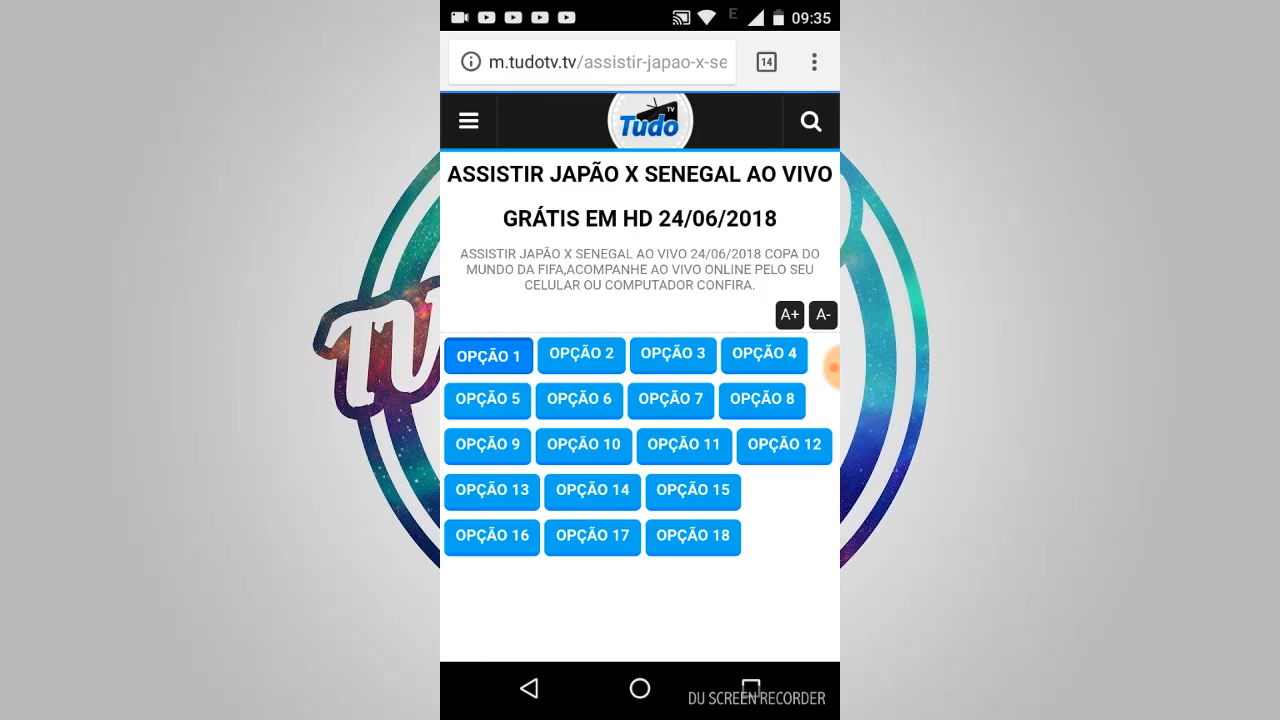 E 09:35
m.tudotv.tv/assistir-japao-x-se 14
TV
Tudo
ASSISTIR JAPÃO X SENEGAL AO VIVO
GRÁTIS EM HD 24/06/2018
ASSISTIR JAPÃO X SENEGAL AO VIVO 24/06/2018 COPA DO
MUNDO DA FIFA,ACOMPANHE AO VIVO ONLINE PELO SEU
CELULAR OU COMPUTADOR CONFIRA.
A+ A-
OPÇÃO 1 OPÇÃO 2 OPÇÃO 3 OPÇÃO 4
OPÇÃO 5 OPÇÃO 6 OPÇÃO 7 OPÇÃO 8
OPÇÃO 9 OPÇÃO 10 OPÇÃO 11 OPÇÃO 12
OPÇÃO 13 OPÇÃO 14 OPÇÃO 15
OPÇÃO 16 OPÇÃO 17 OPÇÃO 18
DU SCREEN RECORDER